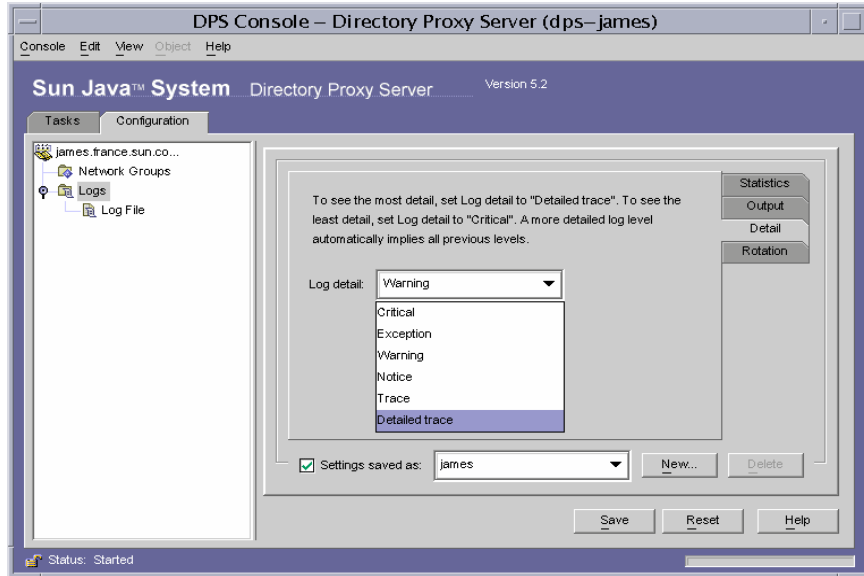 DPS Console – Directory Proxy Server (dps–james)
Console Edit View Object Help
Sun Java™ System Directory Proxy Server Version 5.2
Tasks Configuration
james.france.sun.co...
Network Groups
Logs
Log File
To see the most detail, set Log detail to "Detailed trace". To see the
least detail, set Log detail to "Critical". A more detailed log level
automatically implies all previous levels.
Statistics
Output
Detail
Rotation
Log detail: Warning
Critical
Exception
Warning
Notice
Trace
Detailed trace
Settings saved as: james New... Delete
Save Reset Help
Status: Started